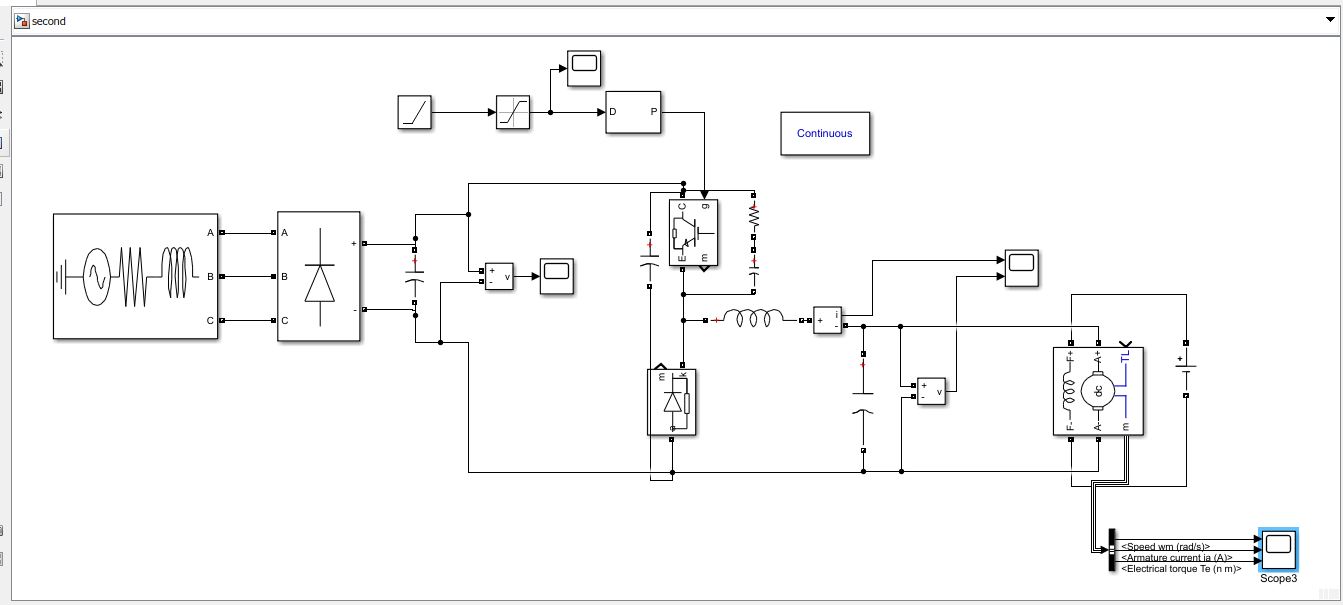 second
D P
Continuous
C g
E m
A A +
B B
C C -
+ v
-
+ i
-
m k
a
+ v
-
F+ A+ TL
dc
F- A- m
+
<Speed wm (rad/s)>
<Armature current ia (A)>
<Electrical torque Te (n m)>
Scope3